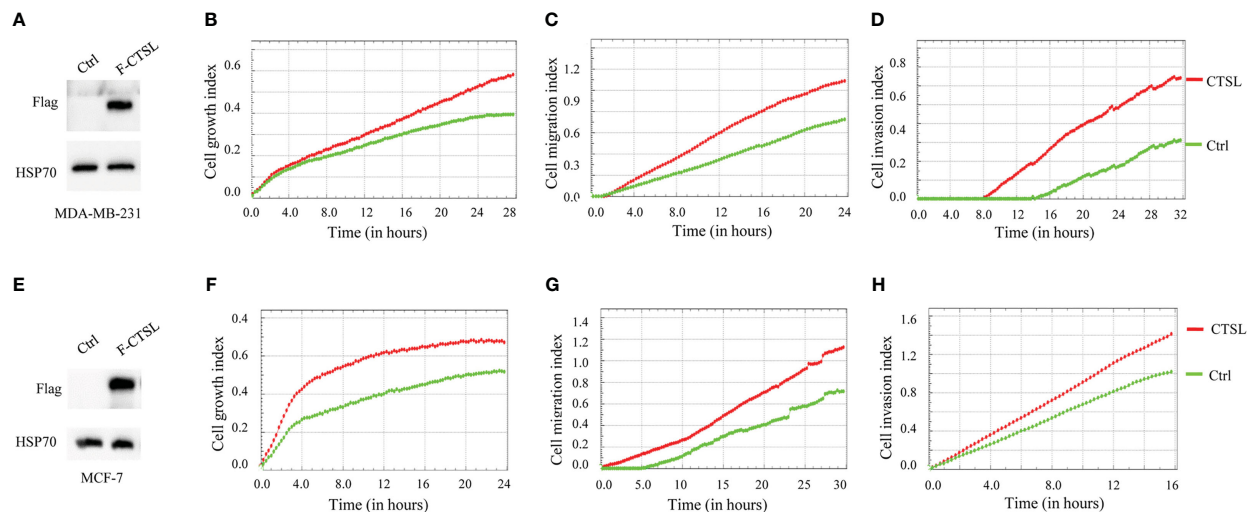 A
Ctrl
F-CTSL
Flag
HSP70
MDA-MB-231
B
Cell growth index
0.6
0.4
0.2
0.0
0.0 4.0 8.0 12 16 20 24 28
Time (in hours)
C
Cell migration index
1.2
0.9
0.6
0.3
0.0
0.0 4.0 8.0 12 16 20 24
Time (in hours)
D
Cell invasion index
0.8
0.6
0.4
0.2
0.0
0.0 4.0 8.0 12 16 20 24 28 32
Time (in hours)
CTSL
Ctrl
E
Ctrl
F-CTSL
Flag
HSP70
MCF-7
F
Cell growth index
0.4
0.6
0.4
0.2
0.0
0.0 4.0 8.0 12 16 20 24
Time (in hours)
G
Cell migration index
1.4
1.2
1.0
0.8
0.6
0.4
0.2
0.0
0.0 5.0 10 15 20 25 30
Time (in hours)
H
Cell invasion index
1.6
1.2
0.8
0.4
0.0
0.0 4.0 8.0 12 16
Time (in hours)
CTSL
Ctrl